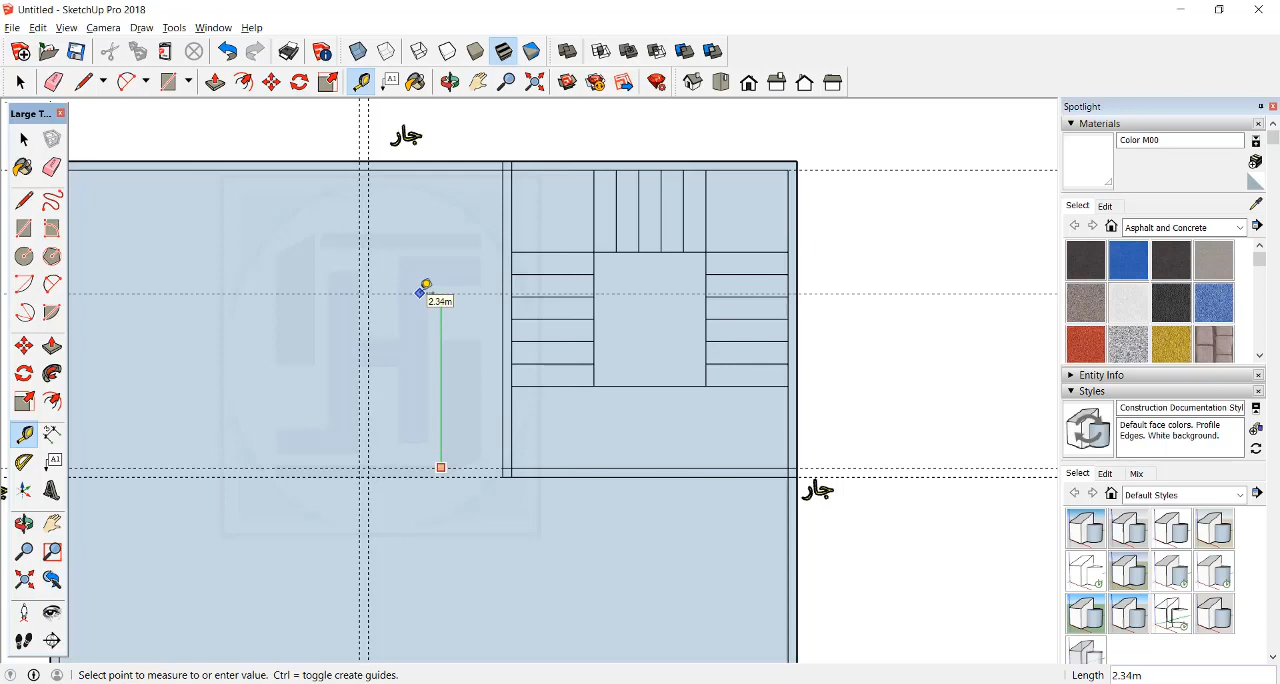 Untitled - SketchUp Pro 2018
File Edit View Camera Draw Tools Window Help
A1
Large T...
A1
جار
2.34m
جار
Spotlight
Materials
Color M00
Select Edit
Asphalt and Concrete
Entity Info
Styles
Construction Documentation Styl
Default face colors. Profile
Edges. White background.
Select Edit Mix
Default Styles
Select point to measure to or enter value. Ctrl = toggle create guides.
Length 2.34m